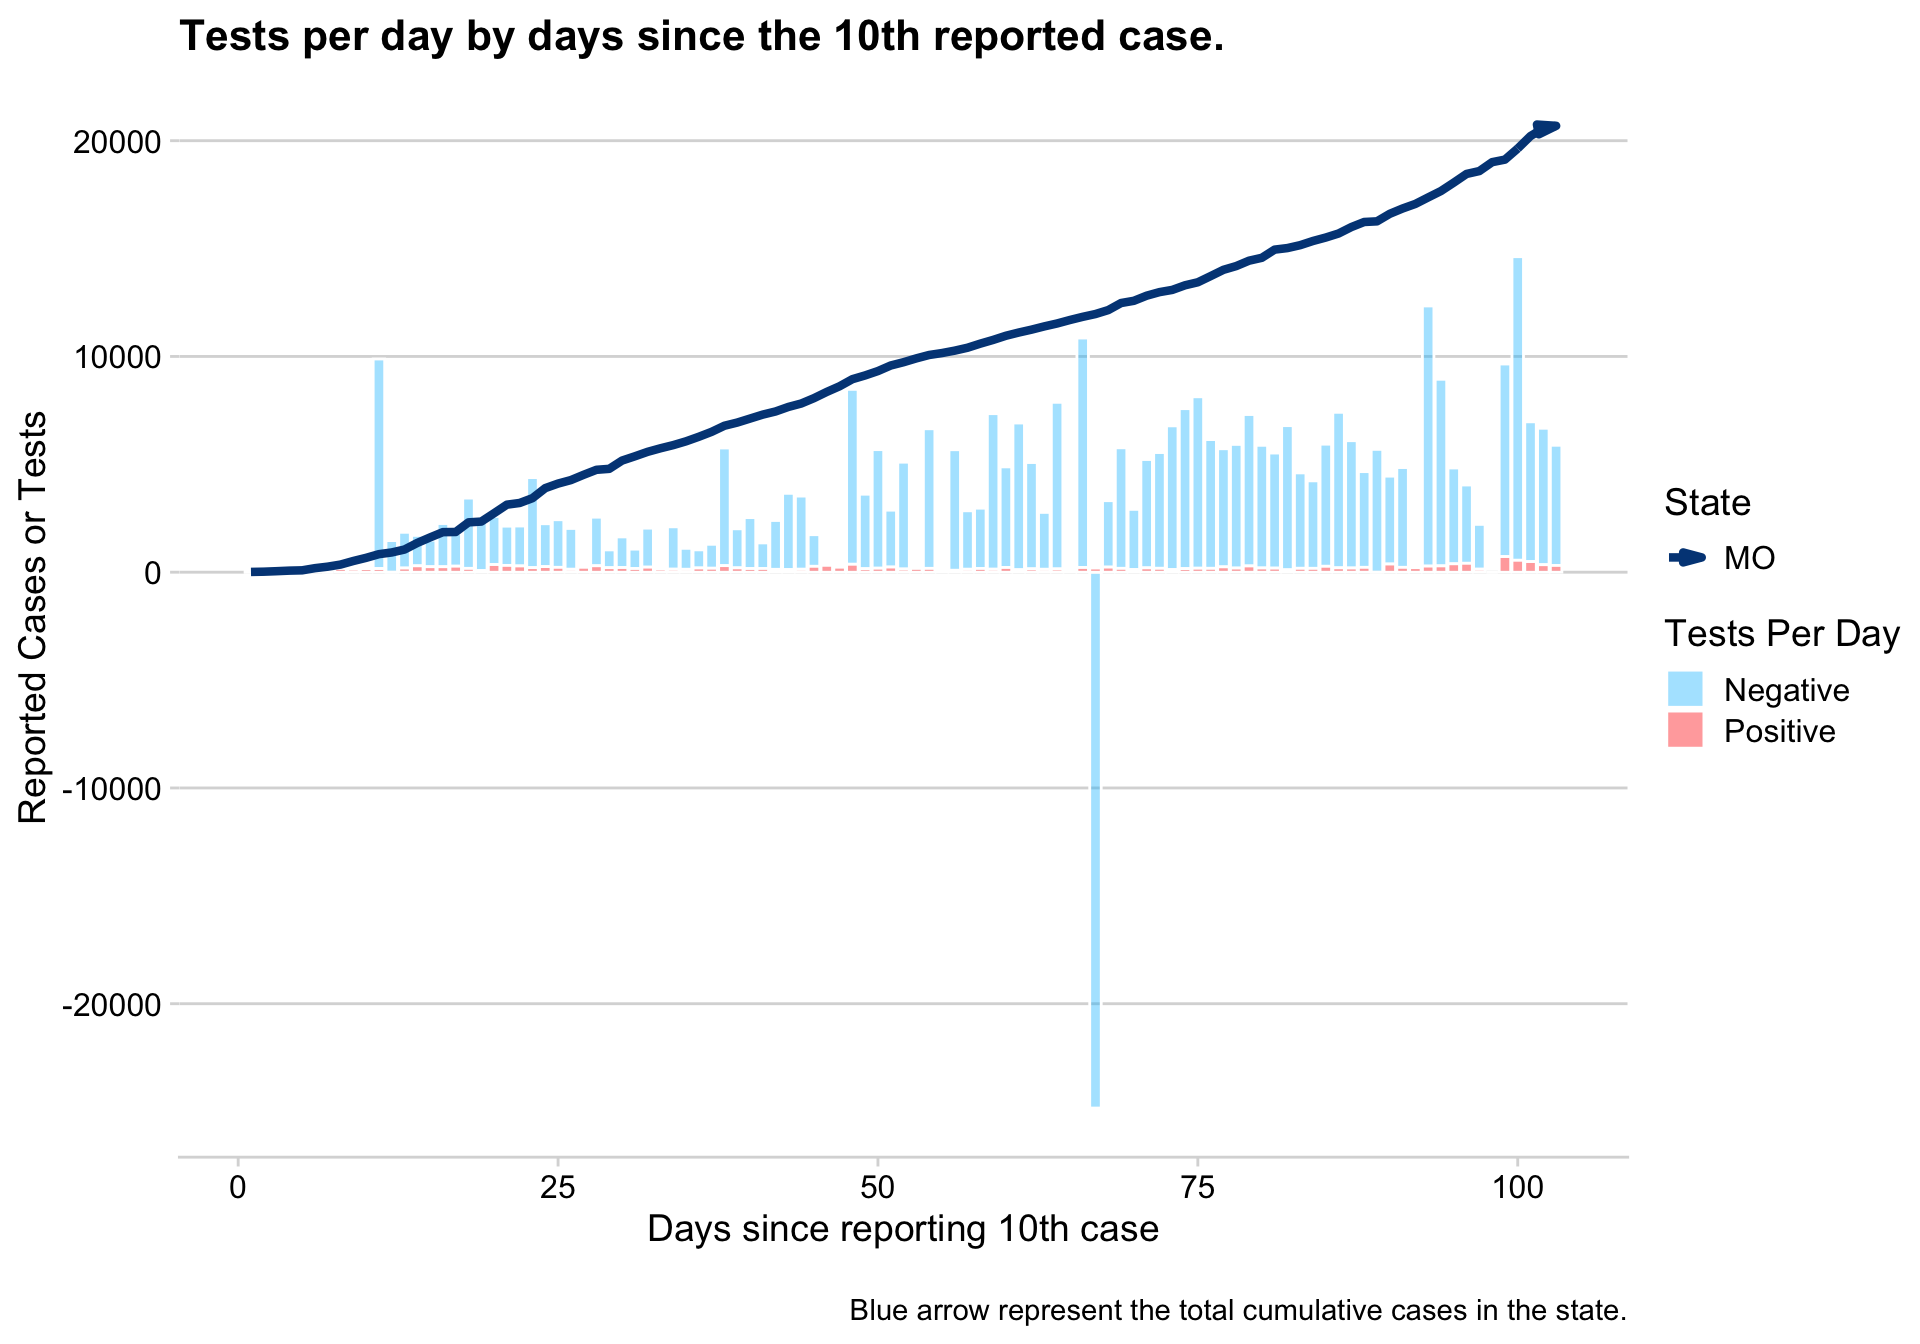 Tests per day by days since the 10th reported case.
20000
10000
0
-10000
-20000
Reported Cases or Tests
0 25 50 75 100
Days since reporting 10th case
State
MO
Tests Per Day
Negative
Positive
Blue arrow represent the total cumulative cases in the state.